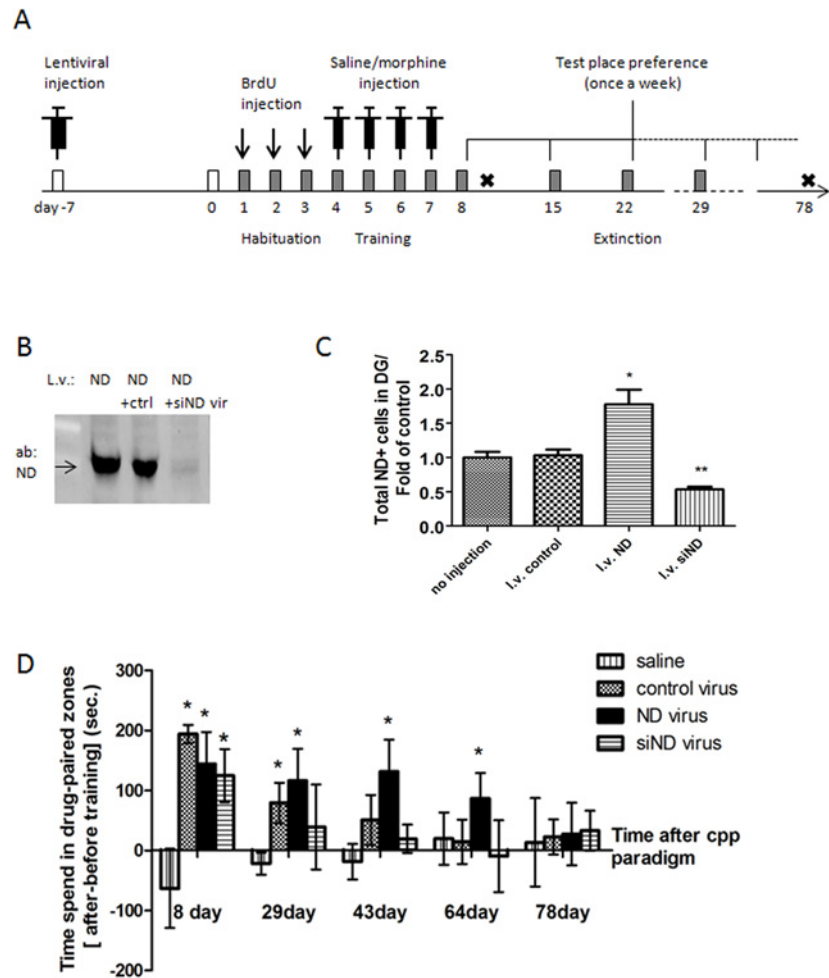 A
Lentiviral
injection
BrdU
injection
Saline/morphine
injection
Test place preference
(once a week)
day -7 0 1 2 3 4 5 6 7 8 15 22 29 78
Habituation Training Extinction
B
L.v.: ND ND ND
+ctrl +siND vir
ab:
ND
C
Total ND+ cells in DG/
Fold of control
2.5
2.0
1.5
1.0
0.5
0.0
*
**
no injection
l.v. control
l.v. ND
l.v. siND
D
Time spend in drug-paired zones
[ after-before training] (sec.)
300
200
100
0
-100
-200
* * *
* *
*
*
saline
control virus
ND virus
siND virus
Time after cpp
paradigm
8 day 29day 43day 64day 78day